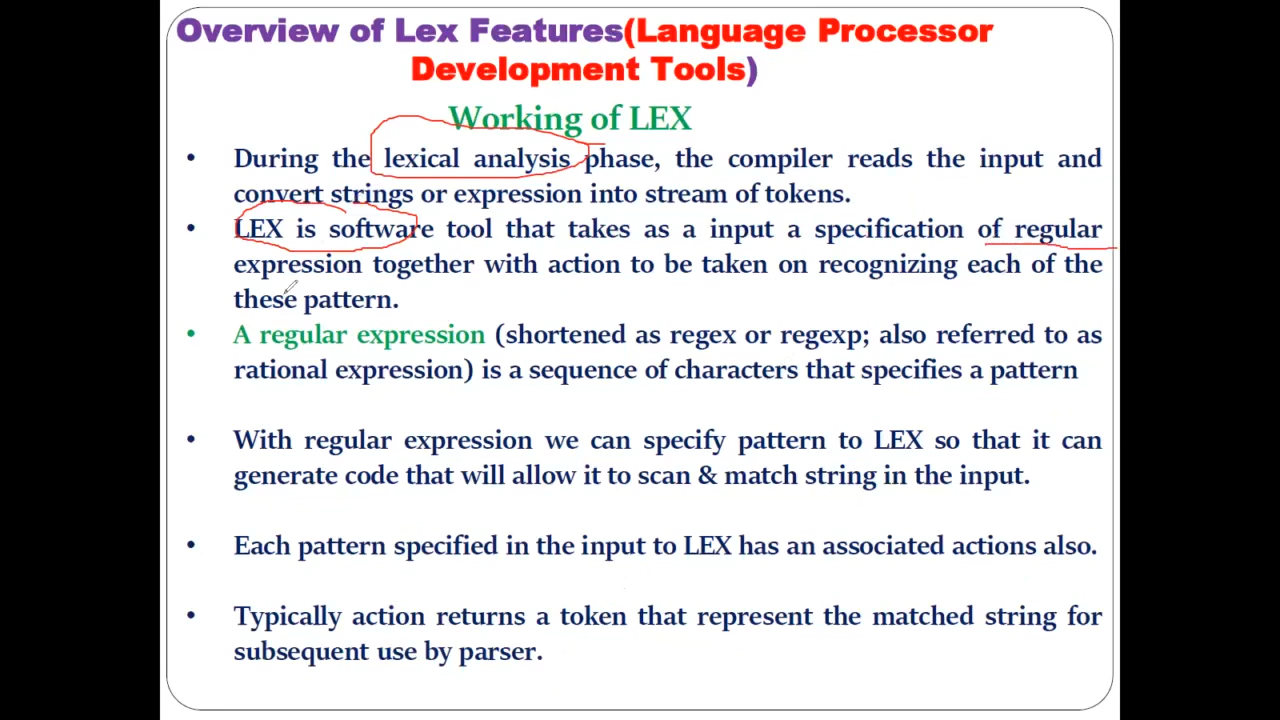 Overview of Lex Features(Language Processor
Development Tools)
Working of LEX
• During the lexical analysis phase, the compiler reads the input and
convert strings or expression into stream of tokens.
• LEX is software tool that takes as a input a specification of regular
expression together with action to be taken on recognizing each of the
these pattern.
• A regular expression (shortened as regex or regexp; also referred to as
rational expression) is a sequence of characters that specifies a pattern
• With regular expression we can specify pattern to LEX so that it can
generate code that will allow it to scan & match string in the input.
• Each pattern specified in the input to LEX has an associated actions also.
• Typically action returns a token that represent the matched string for
subsequent use by parser.